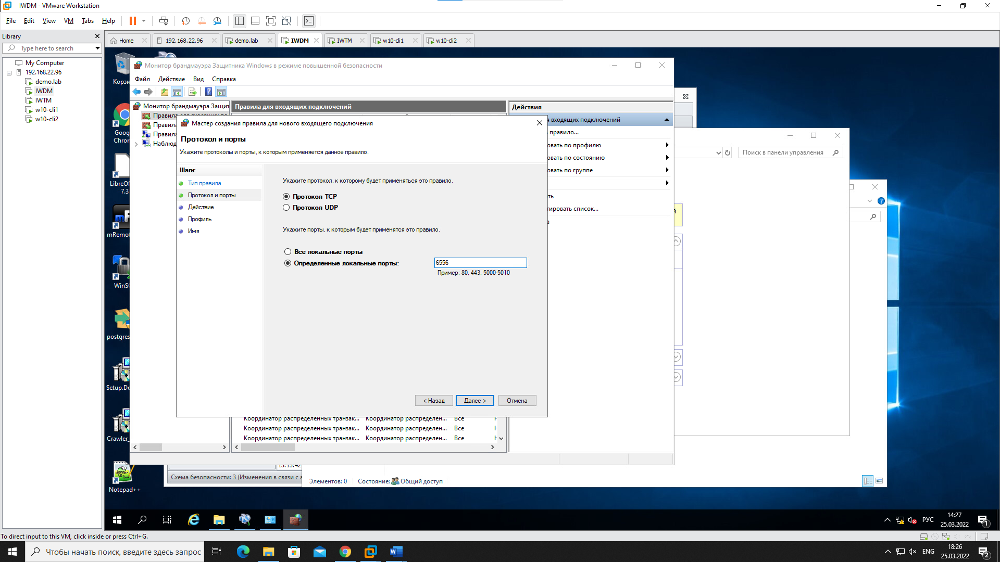 IWDM - VMware Workstation
File Edit View VM Tabs Help
Library
Type here to search
My Computer
192.168.22.96
demo.lab
IWDM
IWTM
w10-cli1
w10-cli2
Home 192.168.22.96 demo.lab IWDM IWTM w10-cli1 w10-cli2
Монитор брандмауэра Защитника Windows в режиме повышенной безопасности
Файл Действие Вид Справка
Монитор брандмауэра Защит
Правила
Правила
Наблюд
Правила для входящих подключений
Действия
входящих подключений
правило...
овать по профилю
овать по состоянию
овать по группе
ть
тировать список...
а
Мастер создания правила для нового входящего подключения
Протокол и порты
Укажите протоколы и порты, к которым применяется данное правило.
Шаги:
Тип правила
Протокол и порты
Действие
Профиль
Имя
Укажите протокол, к которому будет применяться это правило.
Протокол TCP
Протокол UDP
Укажите порты, к которым будет применятся это правило.
Все локальные порты
Определенные локальные порты:
6556
Пример: 80, 443, 5000-5010
< Назад Далее > Отмена
Координатор распределенных транзак... Координатор распределен... Все
Координатор распределенных транзак... Координатор распределен... Все
Координатор распределенных транзак... Координатор распределен... Все
Поиск в панели управления
13:15:42
Схема безопасности: 3 (Изменения в связи с а
Элементов: 0 Состояние: Общий доступ
Корзи
Goog
Chron
LibreOf
7.3
mRemot
WinSC
postgres
Setup.De
Crawler_
Notepad++
РУС
14:27
25.03.2022
1
To direct input to this VM, click inside or press Ctrl+G.
Чтобы начать поиск, введите здесь запрос
ENG
18:26
25.03.2022
2